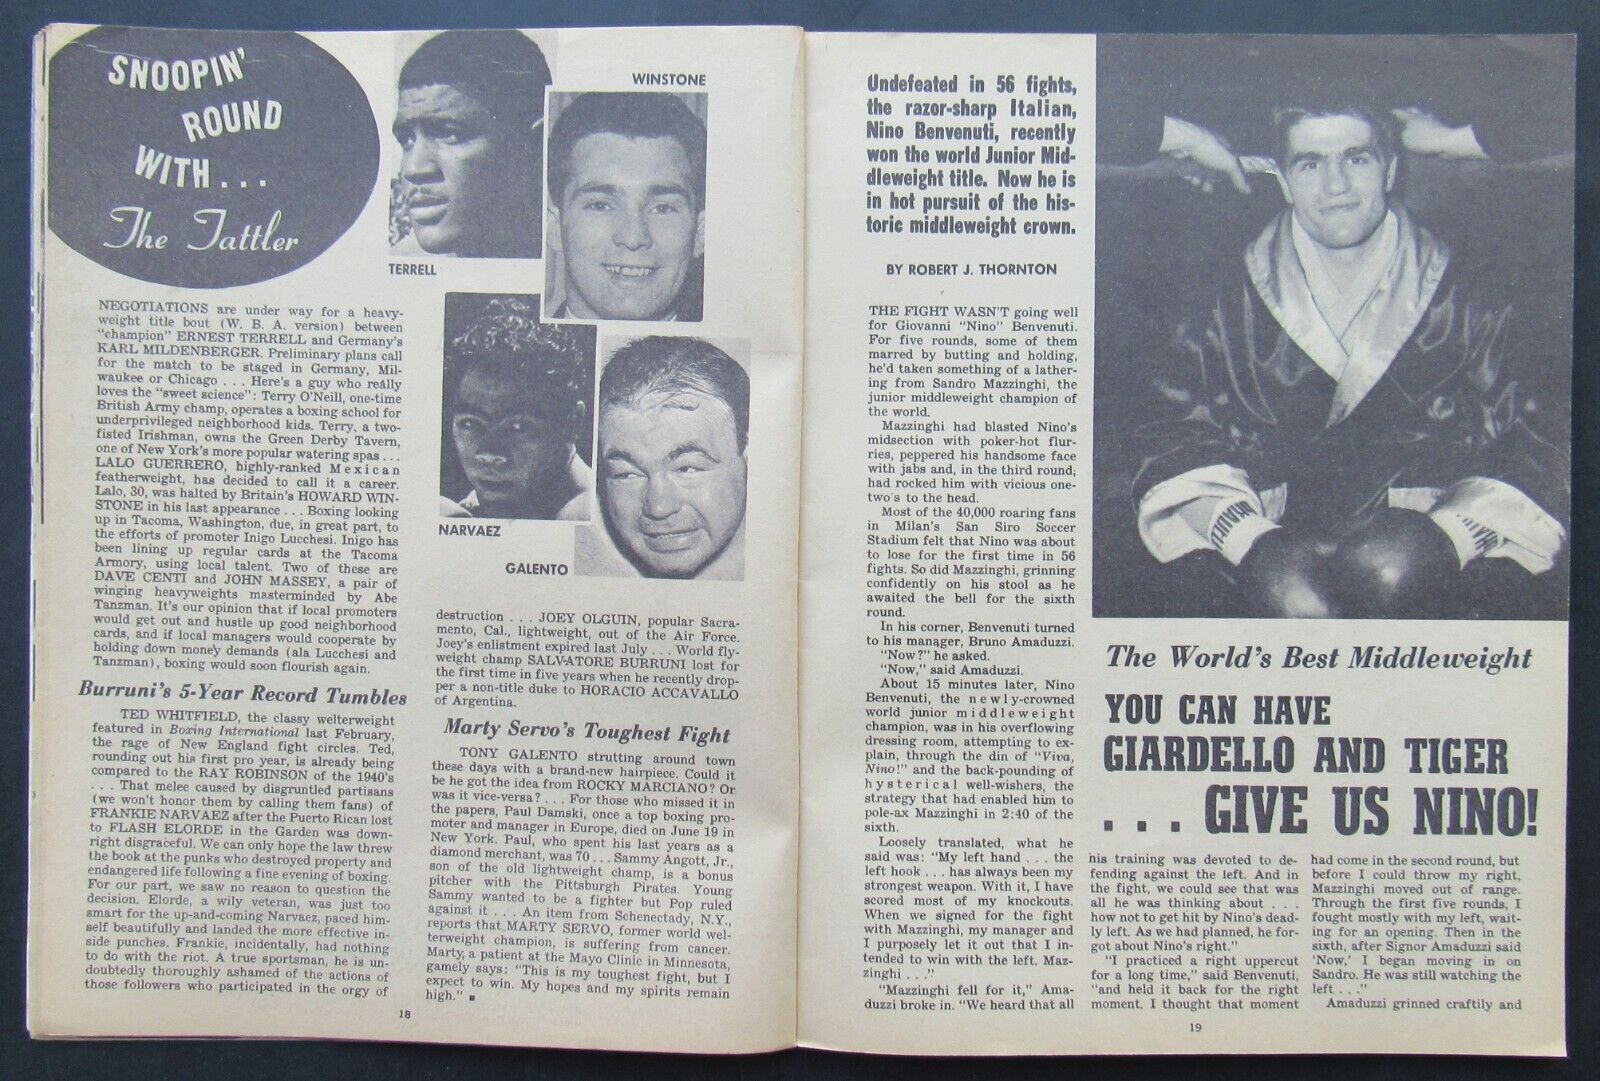 SNOOPIN'
ROUND
WITH...
The Tattler
TERRELL
WINSTONE
NARVAEZ
GALENTO
NEGOTIATIONS are under way for a heavy-
weight title bout (W. B. A. version) between
"champion" ERNEST TERRELL and Germany's
KARL MILDENBERGER. Preliminary plans call
for the match to be staged in Germany, Mil-
waukee or Chicago . . . Here's a guy who really
loves the "sweet science": Terry O'Neill, one-time
British Army champ, operates a boxing school for
underprivileged neighborhood kids. Terry, a two-
fisted Irishman, owns the Green Derby Tavern,
one of New York's more popular watering spas . . .
LALO GUERRERO, highly-ranked Mexican
featherweight, has decided to call it a career.
Lalo, 30, was halted by Britain's HOWARD WIN-
STONE in his last appearance . . . Boxing looking
up in Tacoma, Washington, due, in great part, to
the efforts of promoter Inigo Lucchesi. Inigo has
been lining up regular cards at the Tacoma
Armory, using local talent. Two of these are
DAVE CENTI and JOHN MASSEY, a pair of
winging heavyweights masterminded by Abe
Tanzman. It's our opinion that if local promoters
would get out and hustle up good neighborhood
cards, and if local managers would cooperate by
holding down money demands (ala Lucchesi and
Tanzman), boxing would soon flourish again.
Burruni's 5-Year Record Tumbles
TED WHITFIELD, the classy welterweight
featured in Boxing International last February,
the rage of New England fight circles. Ted,
rounding out his first pro year, is already being
compared to the RAY ROBINSON of the 1940's
. . . That melee caused by disgruntled partisans
(we won't honor them by calling them fans) of
FRANKIE NARVAEZ after the Puerto Rican lost
to FLASH ELORDE in the Garden was down-
right disgraceful. We can only hope the law threw
the book at the punks who destroyed property and
endangered life following a fine evening of boxing.
For our part, we saw no reason to question the
decision. Elorde, a wily veteran, was just too
smart for the up-and-coming Narvaez, paced him-
self beautifully and landed the more effective in-
side punches. Frankie, incidentally, had nothing
to do with the riot. A true sportsman, he is un-
doubtedly thoroughly ashamed of the actions of
those followers who participated in the orgy of
destruction . . . JOEY OLGUIN, popular Sacra-
mento, Cal., lightweight, out of the Air Force.
Joey's enlistment expired last July . . . World fly-
weight champ SALVATORE BURRUNI lost for
the first time in five years when he recently drop-
per a non-title duke to HORACIO ACCAVALLO
of Argentina.
Marty Servo's Toughest Fight
TONY GALENTO strutting around town
these days with a brand-new hairpiece. Could it
be he got the idea from ROCKY MARCIANO? Or
was it vice-versa? . . . For those who missed it in
the papers, Paul Damski, once a top boxing pro-
moter and manager in Europe, died on June 19 in
New York. Paul, who spent his last years as a
diamond merchant, was 70 . . . Sammy Angott, Jr.,
son of the old lightweight champ, is a bonus
pitcher with the Pittsburgh Pirates. Young
Sammy wanted to be a fighter but Pop ruled
against it . . . An item from Schenectady, N.Y.,
reports that MARTY SERVO, former world wel-
terweight champion, is suffering from cancer.
Marty, a patient at the Mayo Clinic in Minnesota,
gamely says: "This is my toughest fight, but I
expect to win. My hopes and my spirits remain
high." ■
18
Undefeated in 56 fights,
the razor-sharp Italian,
Nino Benvenuti, recently
won the world Junior Mid-
dleweight title. Now he is
in hot pursuit of the his-
toric middleweight crown.
BY ROBERT J. THORNTON
THE FIGHT WASN'T going well
for Giovanni "Nino" Benvenuti.
For five rounds, some of them
marred by butting and holding,
he'd taken something of a lather-
ing from Sandro Mazzinghi, the
junior middleweight champion of
the world.
Mazzinghi had blasted Nino's
midsection with poker-hot flur-
ries, peppered his handsome face
with jabs and, in the third round;
had rocked him with vicious one-
two's to the head.
Most of the 40,000 roaring fans
in Milan's San Siro Soccer
Stadium felt that Nino was about
to lose for the first time in 56
fights. So did Mazzinghi, grinning
confidently on his stool as he
awaited the bell for the sixth
round.
In his corner, Benvenuti turned
to his manager, Bruno Amaduzzi.
"Now?" he asked.
"Now," said Amaduzzi.
About 15 minutes later, Nino
Benvenuti, the newly-crowned
world junior middleweight
champion, was in his overflowing
dressing room, attempting to ex-
plain, through the din of "Viva,
Nino!" and the back-pounding of
hysterical well-wishers, the
strategy that had enabled him to
pole-ax Mazzinghi in 2:40 of the
sixth.
Loosely translated, what he
said was: "My left hand . . . the
left hook . . . has always been my
strongest weapon. With it, I have
scored most of my knockouts.
When we signed for the fight
with Mazzinghi, my manager and
I purposely let it out that I in-
tended to win with the left. Maz-
zinghi . . ."
"Mazzinghi fell for it," Ama-
duzzi broke in. "We heard that all
The World's Best Middleweight
YOU CAN HAVE
GIARDELLO AND TIGER
. . . GIVE US NINO!
his training was devoted to de-
fending against the left. And in
the fight, we could see that was
all he was thinking about . . .
how not to get hit by Nino's dead-
ly left. As we had planned, he for-
got about Nino's right."
"I practiced a right uppercut
for a long time," said Benvenuti,
"and held it back for the right
moment. I thought that moment
had come in the second round, but
before I could throw my right,
Mazzinghi moved out of range.
Through the first five rounds, I
fought mostly with my left, wait-
ing for an opening. Then in the
sixth, after Signor Amaduzzi said
'Now,' I began moving in on
Sandro. He was still watching the
left . . ."
Amaduzzi grinned craftily and
19